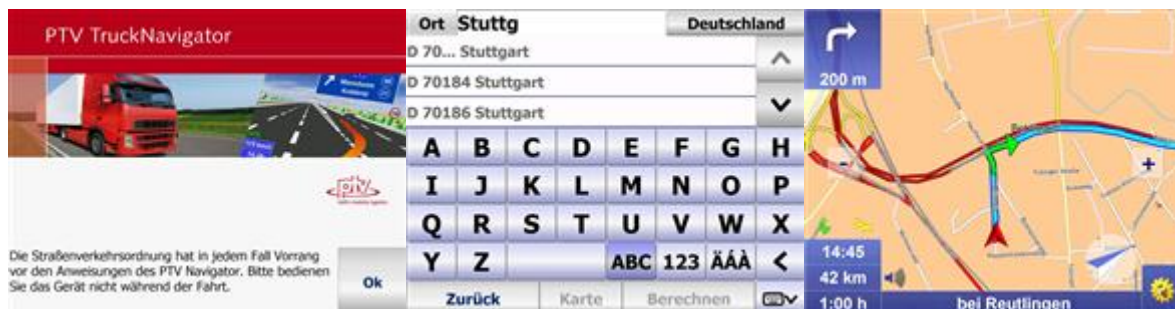 PTV TruckNavigator
ptv
Die Straßenverkehrsordnung hat in jedem Fall Vorrang
vor den Anweisungen des PTV Navigator. Bitte bedienen
Sie das Gerät nicht während der Fahrt.
Ok
Ort Stuttg Deutschland
D 70... Stuttgart
D 70184 Stuttgart
D 70186 Stuttgart
A B C D E F G H
I J K L M N O P
Q R S T U V W X
Y Z ABC 123 ÄÁÀ <
Zurück Karte Berechnen
200 m
- +
14:45
42 km
1:00 h bei Reutlingen